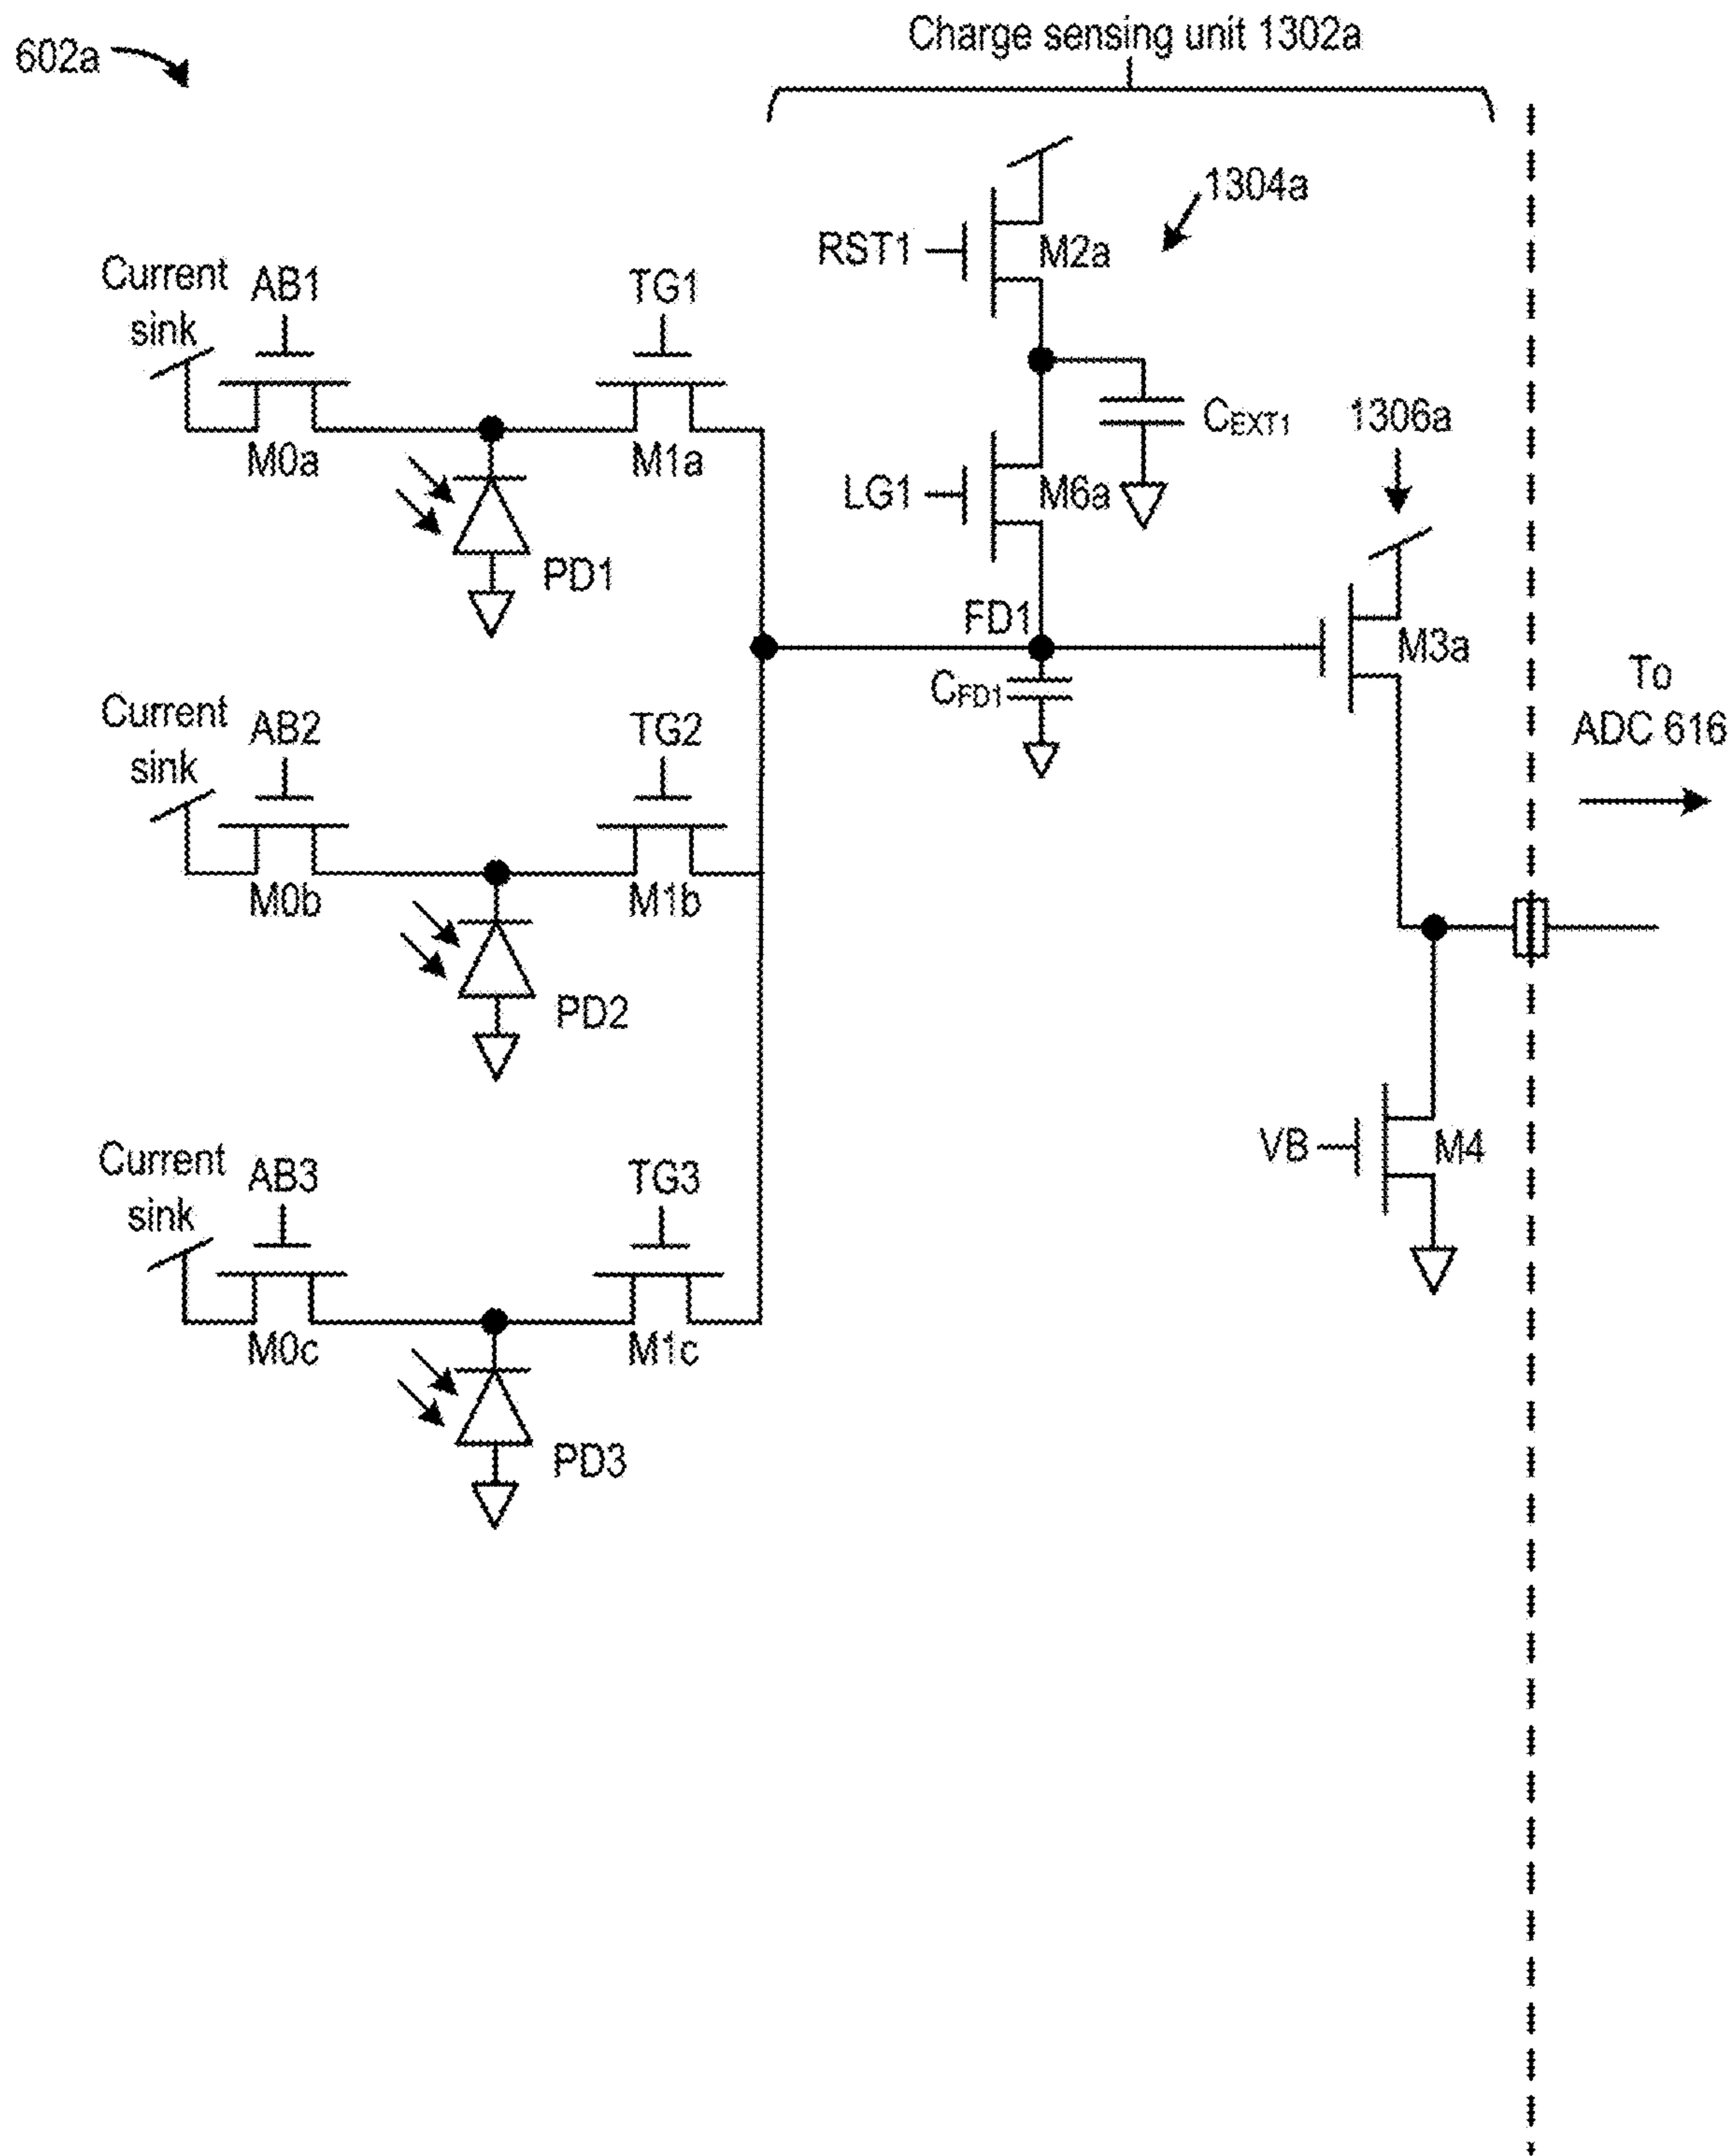 602a
Charge sensing unit 1302a
1304a
RST1
M2a
Current
sink
AB1
TG1
C_EXT1
1306a
M0a
M1a
LG1
M6a
PD1
FD1
M3a
C_FD1
To
ADC 616
Current
sink
AB2
TG2
M0b
M1b
PD2
VB
M4
Current
sink
AB3
TG3
M0c
M1c
PD3